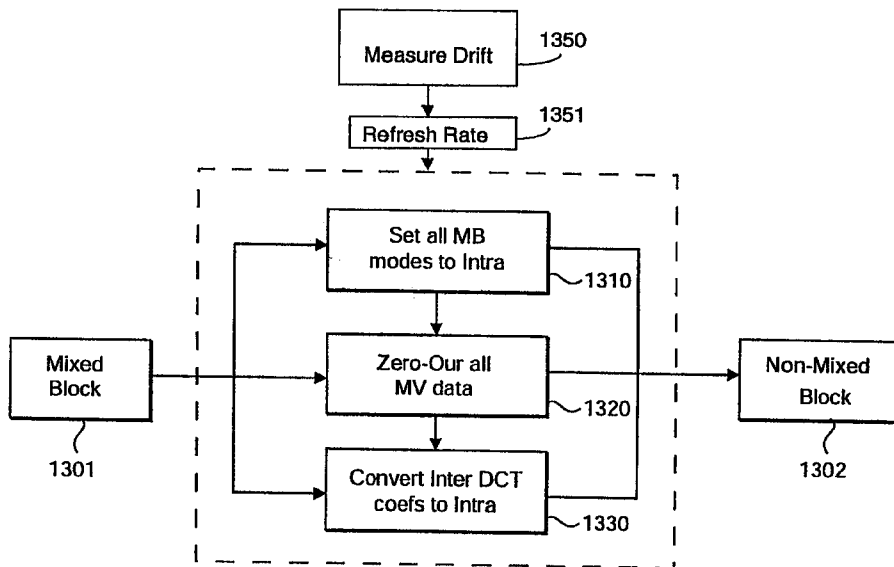 Measure Drift
1350
Refresh Rate
1351
Set all MB
modes to Intra
1310
Mixed
Block
1301
Zero-Our all
MV data
1320
Non-Mixed
Block
1302
Convert Inter DCT
coefs to Intra
1330